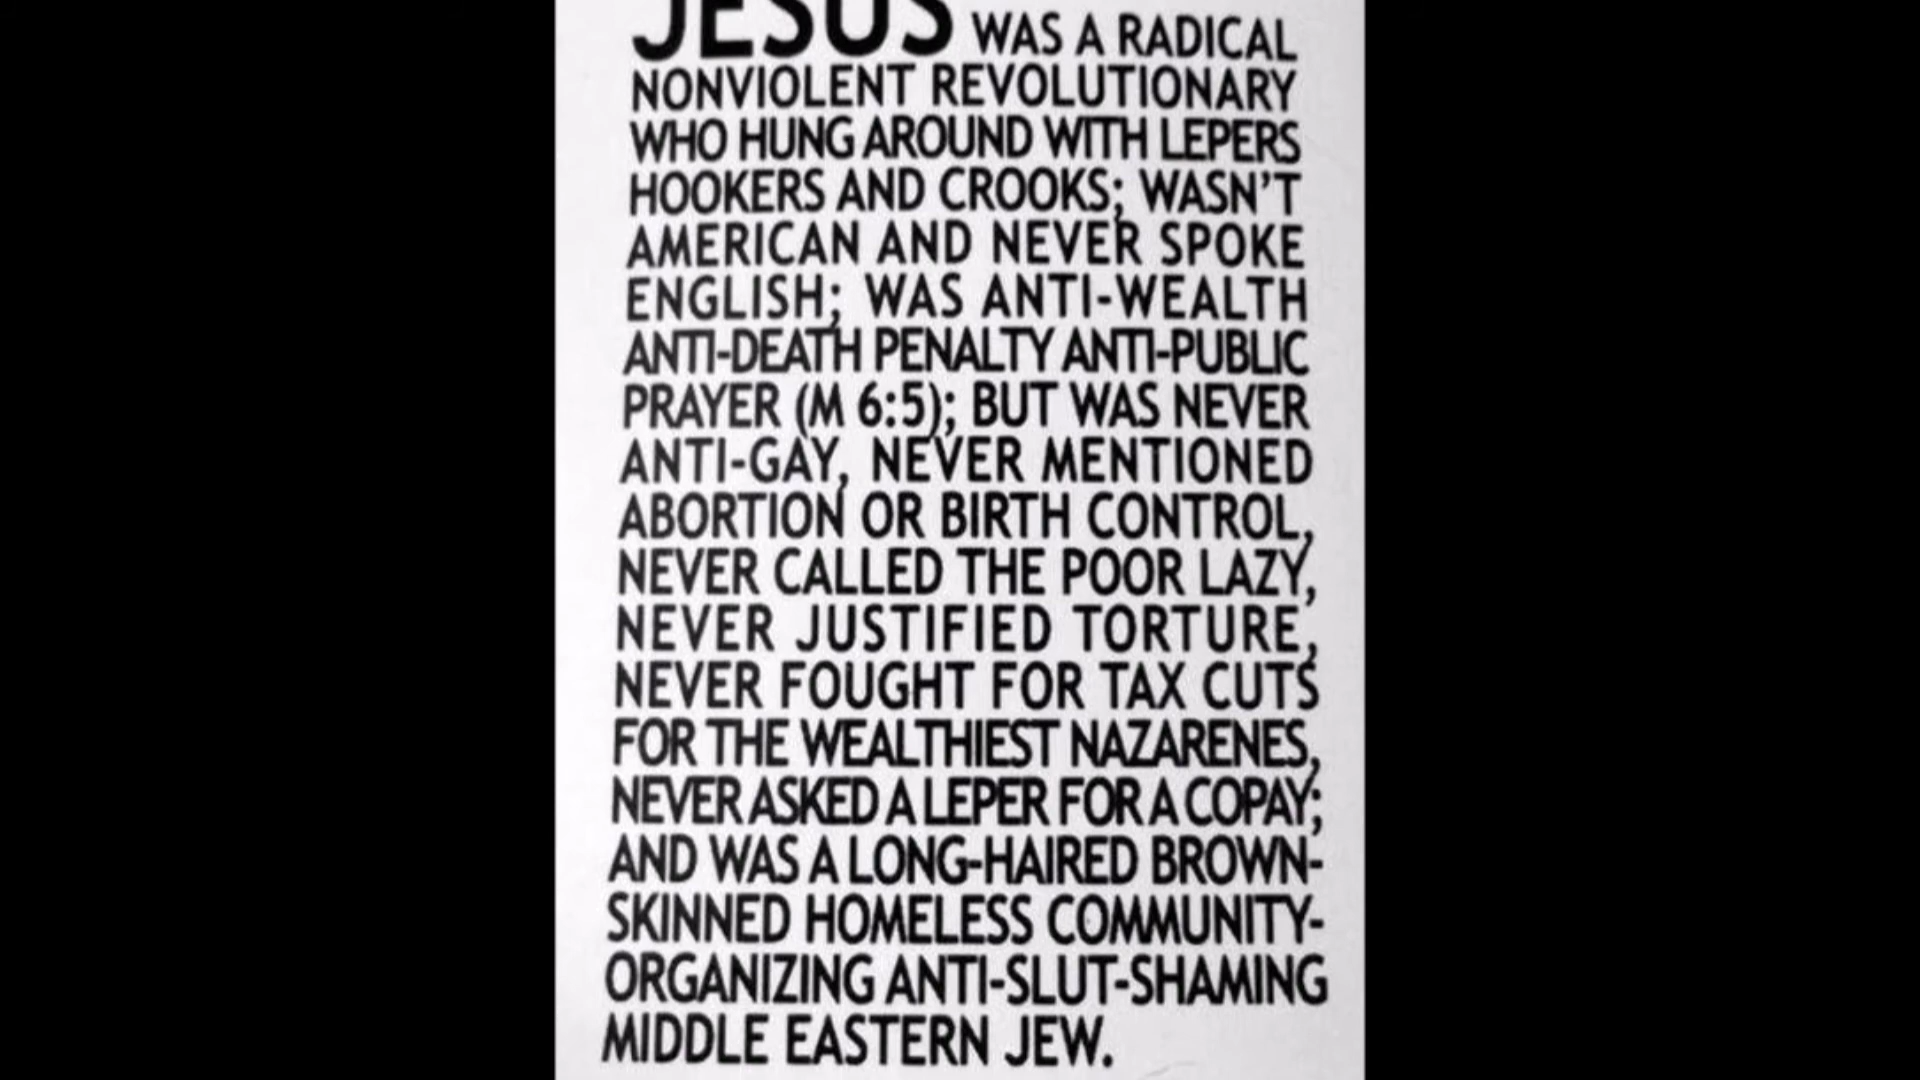 JESUS WAS A RADICAL
NONVIOLENT REVOLUTIONARY
WHO HUNG AROUND WITH LEPERS
HOOKERS AND CROOKS; WASN'T
AMERICAN AND NEVER SPOKE
ENGLISH; WAS ANTI-WEALTH
ANTI-DEATH PENALTY ANTI-PUBLIC
PRAYER (M 6:5); BUT WAS NEVER
ANTI-GAY, NEVER MENTIONED
ABORTION OR BIRTH CONTROL,
NEVER CALLED THE POOR LAZY,
NEVER JUSTIFIED TORTURE,
NEVER FOUGHT FOR TAX CUTS
FOR THE WEALTHIEST NAZARENES,
NEVER ASKED A LEPER FOR A COPAY;
AND WAS A LONG-HAIRED BROWN-
SKINNED HOMELESS COMMUNITY-
ORGANIZING ANTI-SLUT-SHAMING
MIDDLE EASTERN JEW.